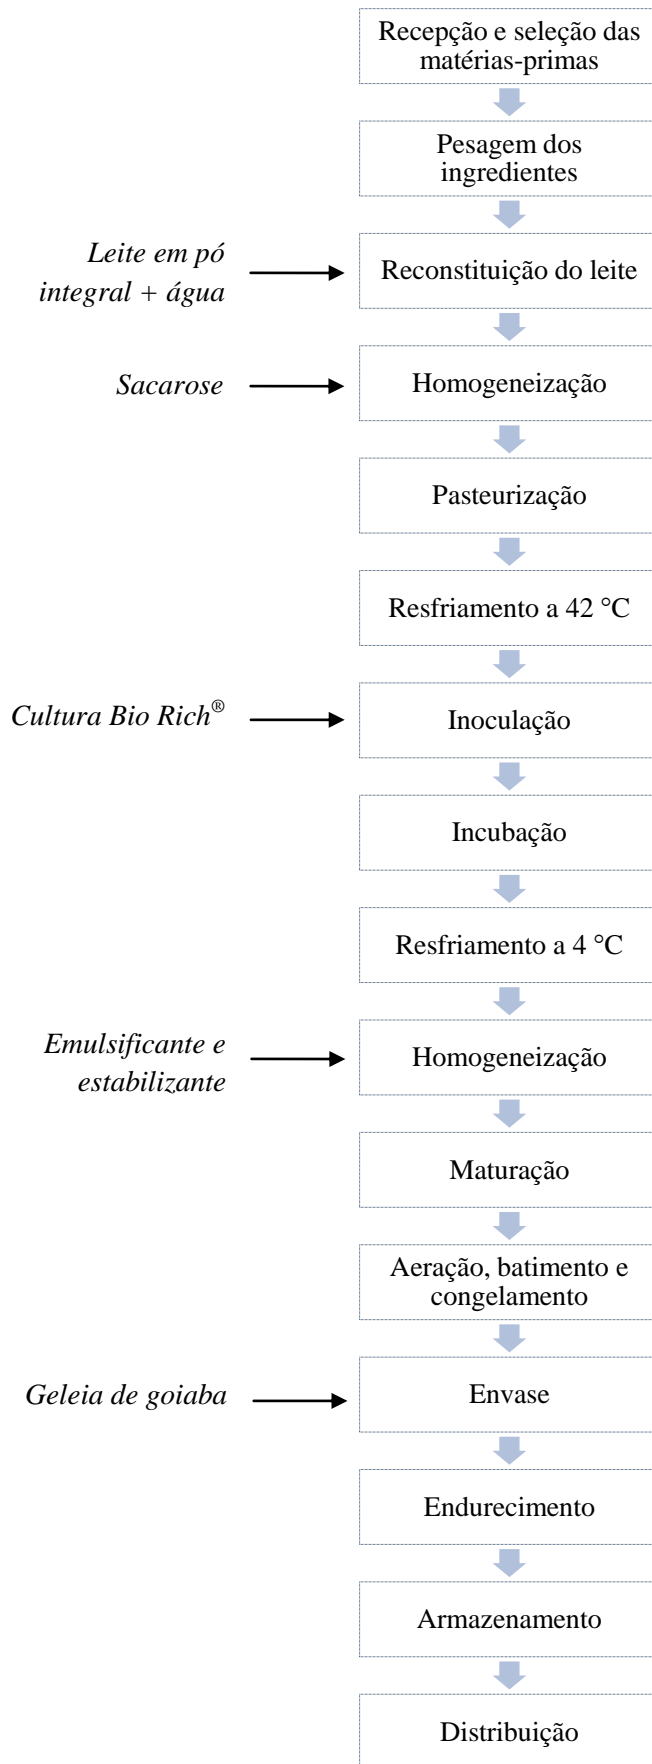 Recepção e seleção das
matérias-primas
Pesagem dos
ingredientes
Leite em pó
integral + água
Reconstituição do leite
Sacarose
Homogeneização
Pasteurização
Resfriamento a 42 °C
Cultura Bio Rich®
Inoculação
Incubação
Resfriamento a 4 °C
Emulsificante e
estabilizante
Homogeneização
Maturação
Aeração, batimento e
congelamento
Geleia de goiaba
Envase
Endurecimento
Armazenamento
Distribuição